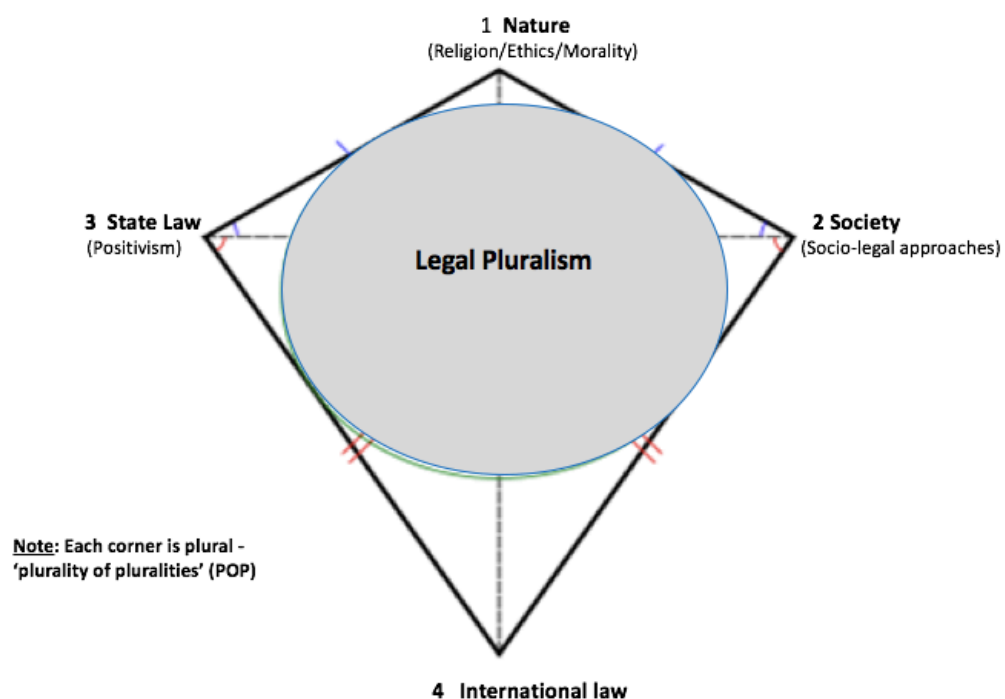 1 Nature
(Religion/Ethics/Morality)
3 State Law
(Positivism)
2 Society
(Socio-legal approaches)
Legal Pluralism
Note: Each corner is plural -
‘plurality of pluralities’ (POP)
4 International law